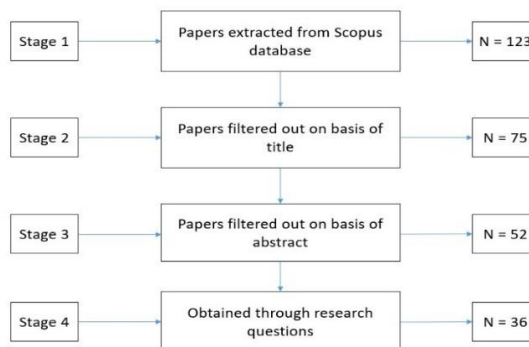 Stage 1
Papers extracted from Scopus
database
N = 123
Stage 2
Papers filtered out on basis of
title
N = 75
Stage 3
Papers filtered out on basis of
abstract
N = 52
Stage 4
Obtained through research
questions
N = 36